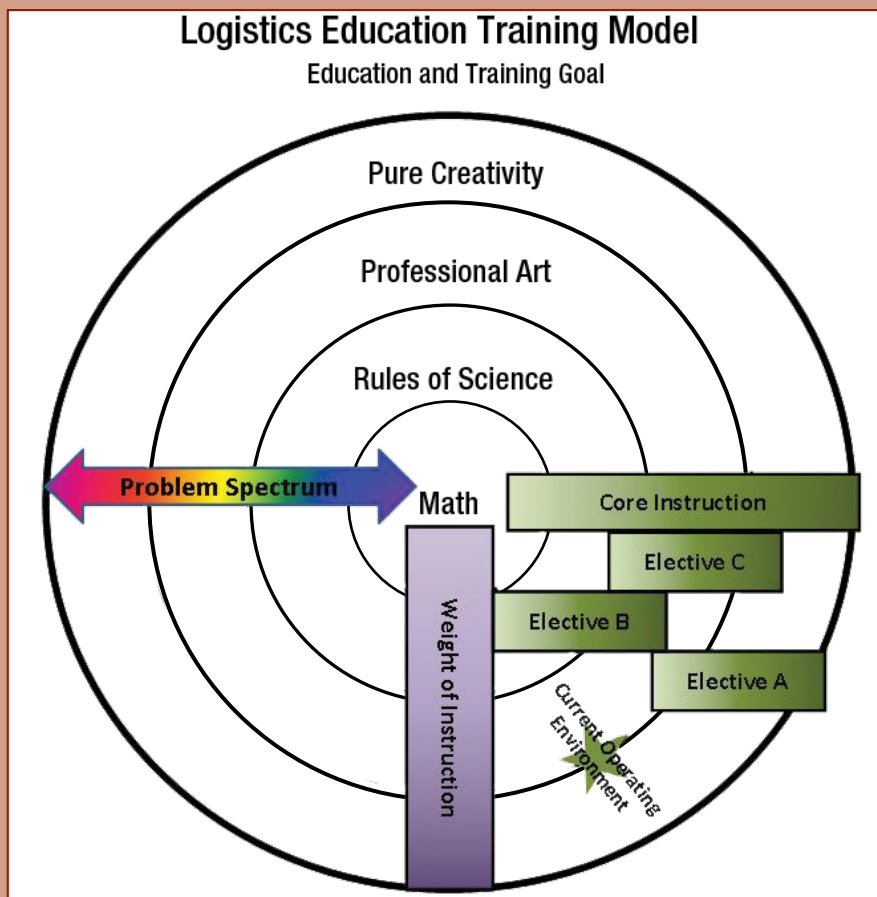 Logistics Education Training Model
Education and Training Goal
Pure Creativity
Professional Art
Rules of Science
Problem Spectrum
Math
Core Instruction
Elective C
Elective B
Elective A
Weight of Instruction
Current Operating
Environment